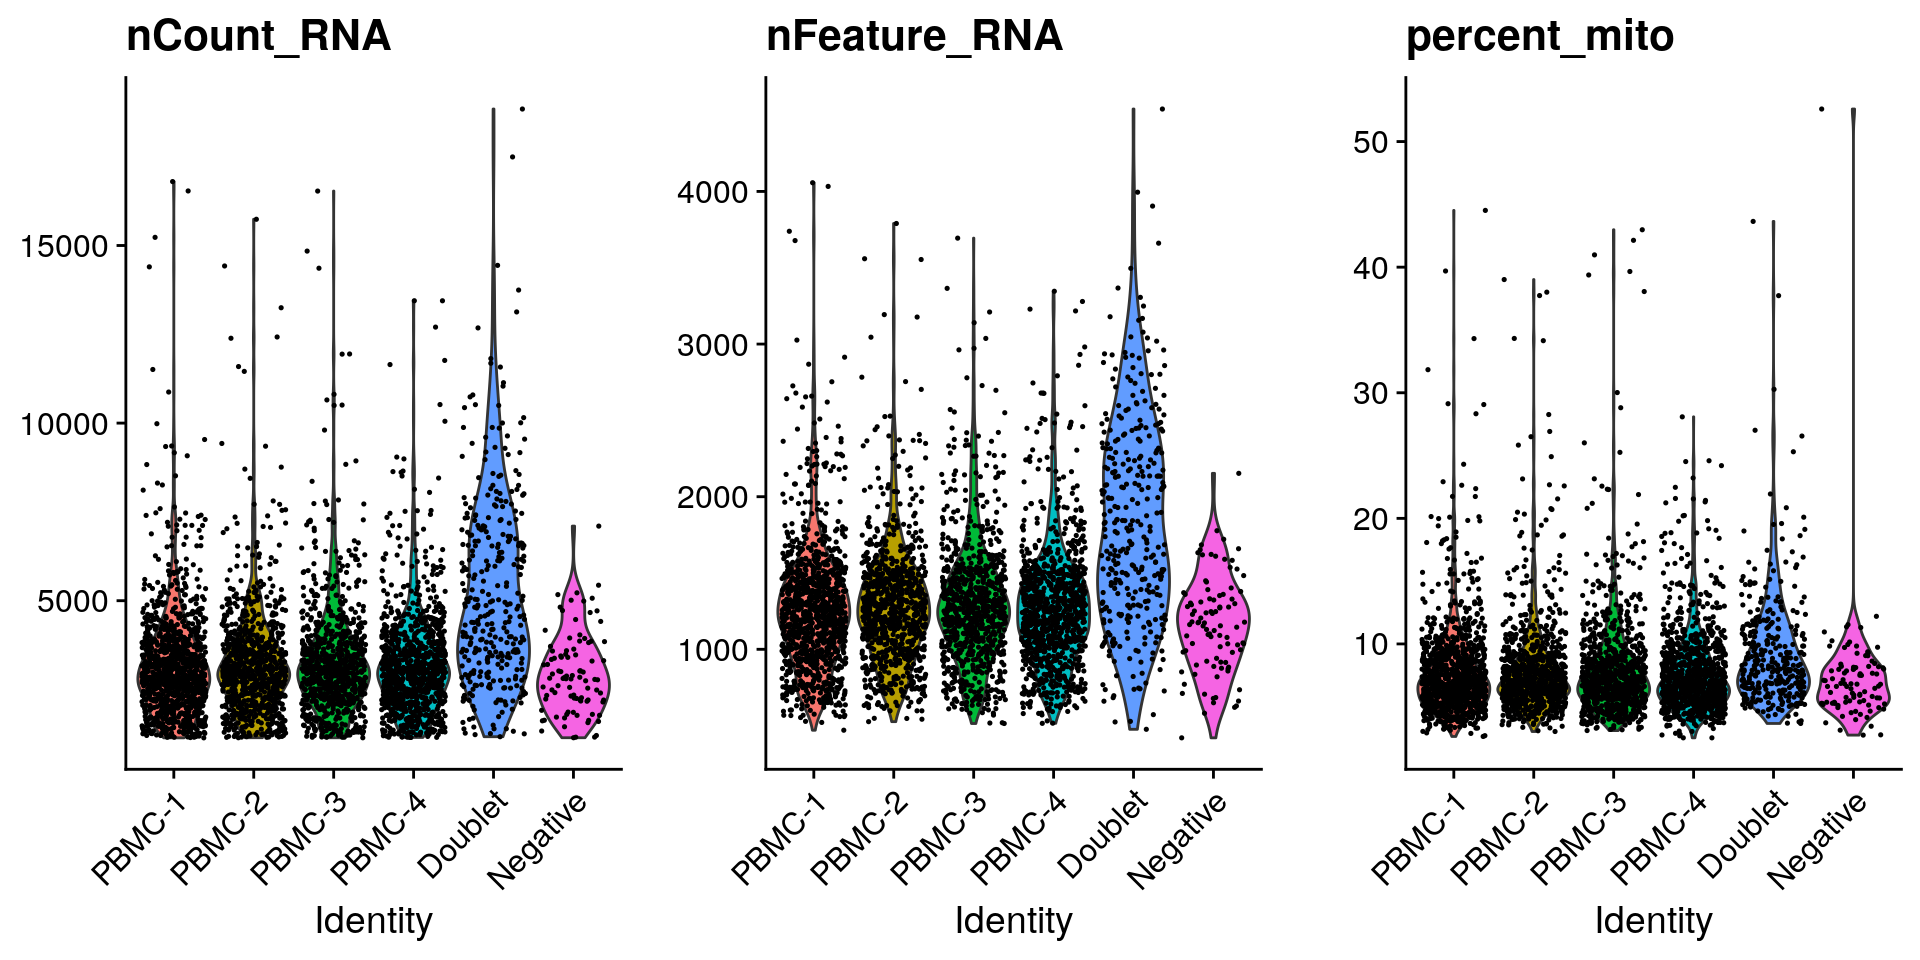 nCount_RNA
15000
10000
5000
PBMC-1
PBMC-2
PBMC-3
PBMC-4
Doublet
Negative
Identity
nFeature_RNA
4000
3000
2000
1000
PBMC-1
PBMC-2
PBMC-3
PBMC-4
Doublet
Negative
Identity
percent_mito
50
40
30
20
10
PBMC-1
PBMC-2
PBMC-3
PBMC-4
Doublet
Negative
Identity